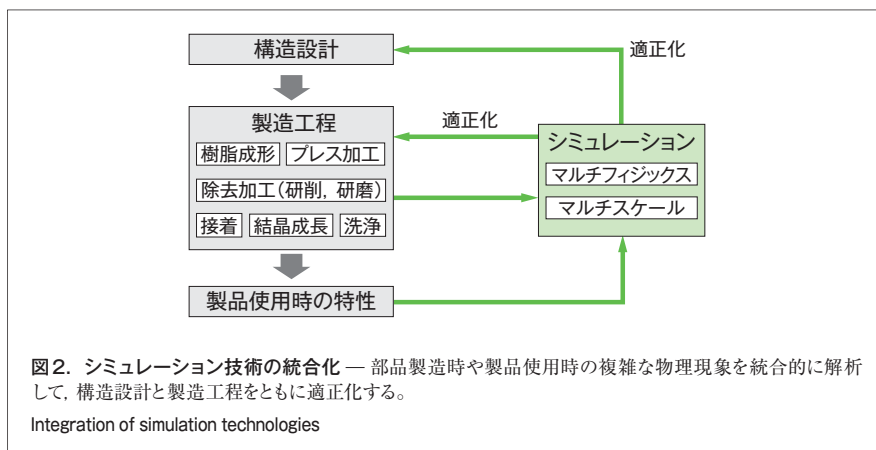 構造設計
適正化
製造工程
適正化
樹脂成形 プレス加工
除去加工(研削,研磨)
接着 結晶成長 洗浄
シミュレーション
マルチフィジックス
マルチスケール
製品使用時の特性
図2. シミュレーション技術の統合化 — 部品製造時や製品使用時の複雑な物理現象を統合的に解析
して,構造設計と製造工程をともに適正化する。
Integration of simulation technologies